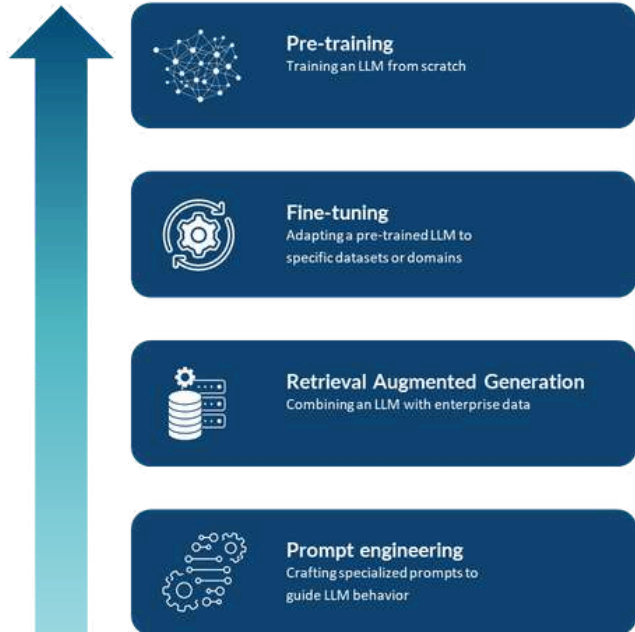 Pre-training
Training an LLM from scratch
Fine-tuning
Adapting a pre-trained LLM to
specific datasets or domains
Retrieval Augmented Generation
Combining an LLM with enterprise data
Prompt engineering
Crafting specialized prompts to
guide LLM behavior